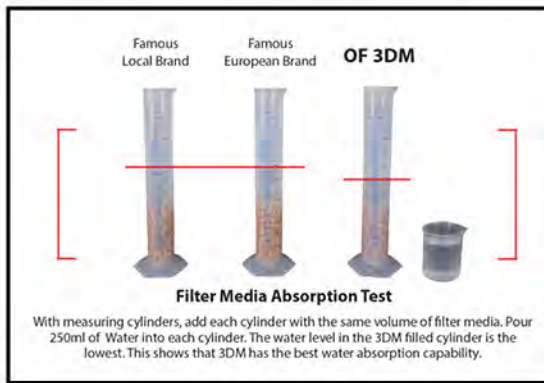 Famous
Local Brand
Famous
European Brand
OF 3DM
Filter Media Absorption Test
With measuring cylinders, add each cylinder with the same volume of filter media. Pour
250ml of Water into each cylinder. The water level in the 3DM filled cylinder is the
lowest. This shows that 3DM has the best water absorption capability.